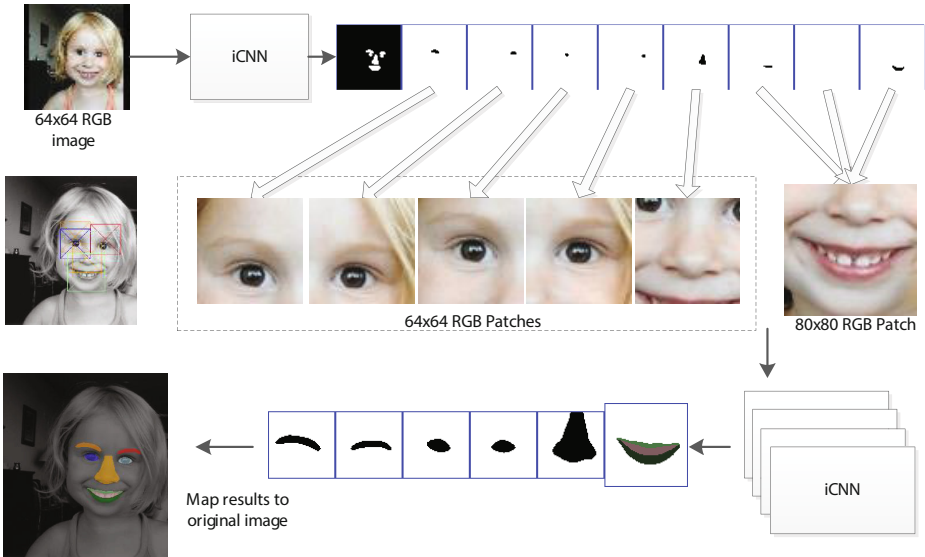 iCNN
64x64 RGB
image
64x64 RGB Patches
80x80 RGB Patch
iCNN
Map results to
original image